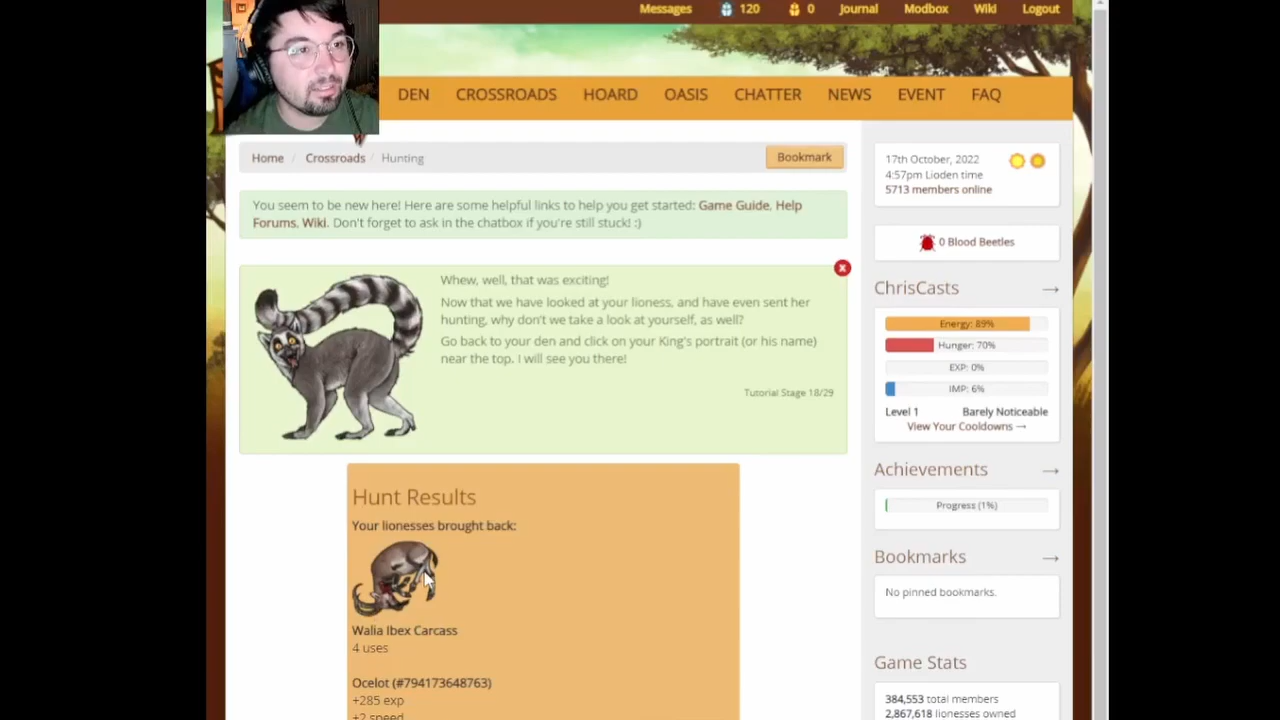 Messages 120 0 Journal Modbox Wiki Logout
DEN CROSSROADS HOARD OASIS CHATTER NEWS EVENT FAQ
Home / Crossroads / Hunting
Bookmark
You seem to be new here! Here are some helpful links to help you get started: Game Guide, Help
Forums, Wiki. Don't forget to ask in the chatbox if you're still stuck! :)
Whew, well, that was exciting!
Now that we have looked at your lioness, and have even sent her
hunting, why don't we take a look at yourself, as well?
Go back to your den and click on your King's portrait (or his name)
near the top. I will see you there!
Tutorial Stage 18/29
Hunt Results
Your lionesses brought back:
Walia Ibex Carcass
4 uses
Ocelot (#794173648763)
+285 exp
+2 speed
17th October, 2022
4:57pm Lioden time
5713 members online
0 Blood Beetles
ChrisCasts →
Energy: 89%
Hunger: 70%
EXP: 0%
IMP: 6%
Level 1 Barely Noticeable
View Your Cooldowns →
Achievements →
Progress (1%)
Bookmarks →
No pinned bookmarks.
Game Stats
384,553 total members
2,867,618 lionesses owned